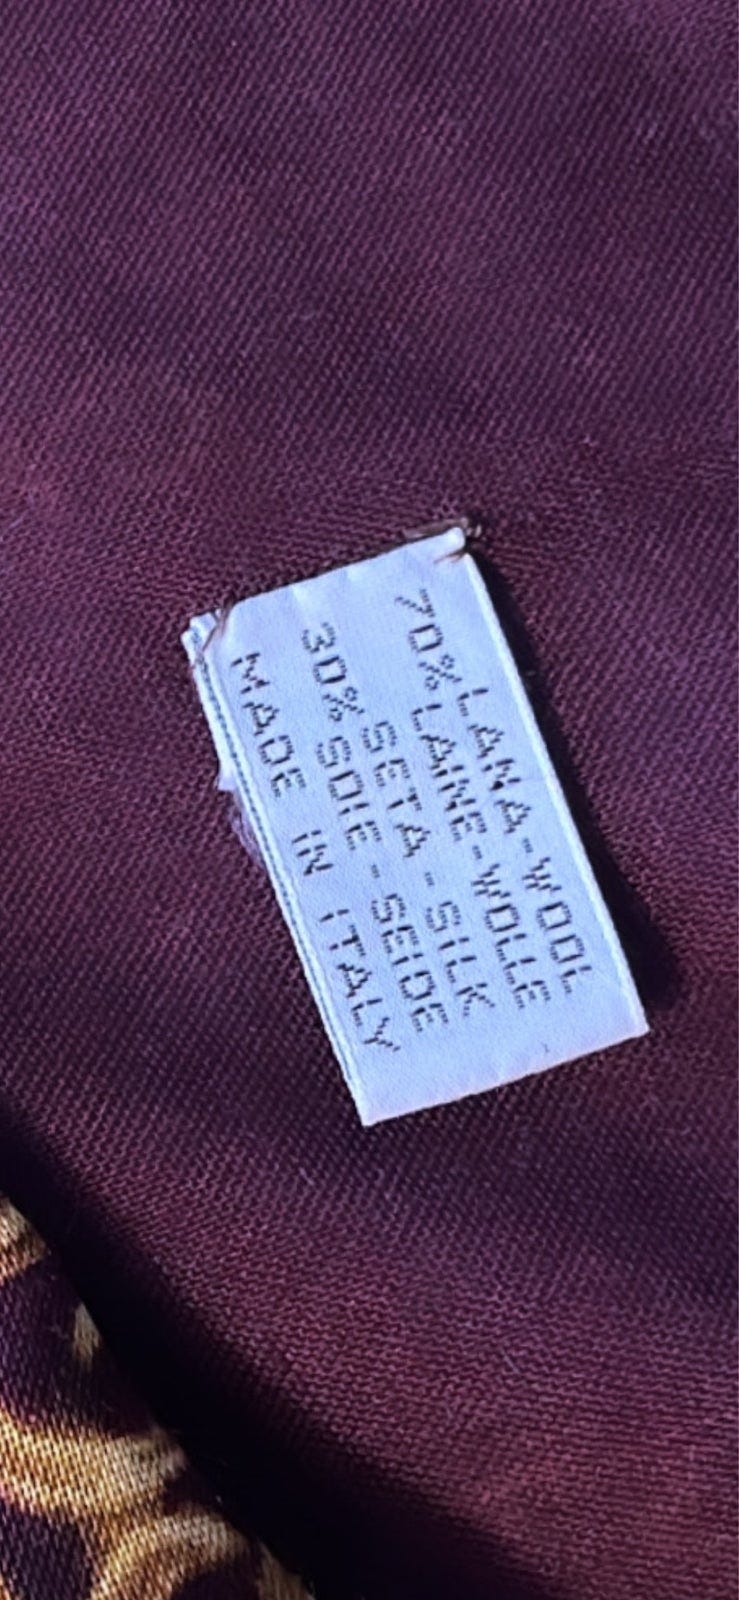 70% LANA-WOOL
LAINE-WOLLE
30% SETA - SILK
SOIE - SEIDE
MADE IN ITALY